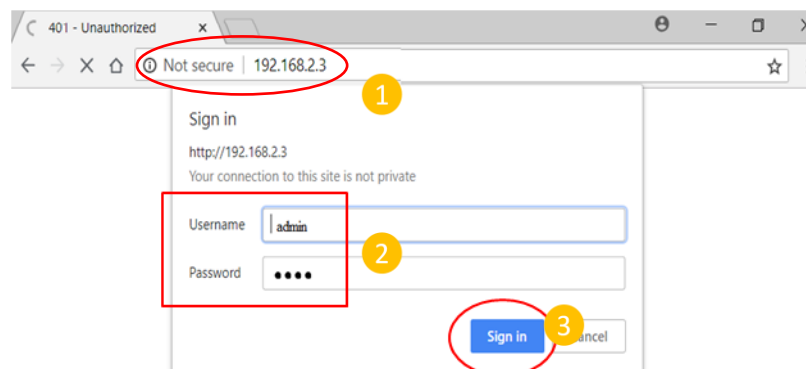 401 - Unauthorized
Not secure | 192.168.2.3
1
Sign in
http://192.168.2.3
Your connection to this site is not private
Username admin
2
Password ••••
Sign in 3 ancel